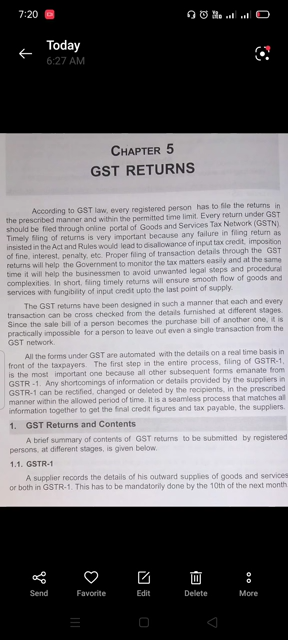 7:20
Today
6:27 AM
CHAPTER 5
GST RETURNS
According to GST law, every registered person has to file the returns in
the prescribed manner and within the permitted time limit. Every return under GST
should be filed through online portal of Goods and Services Tax Network (GSTN).
Timely filing of returns is very important because any failure in filing return as
insisted in the Act and Rules would lead to disallowance of input tax credit, imposition
of fine, interest, penalty, etc. Proper filing of transaction details through the GST
returns will help the Government to monitor the tax matters easily and at the same
time it will help the businessmen to avoid unwanted legal steps and procedural
complexities. In short, filing timely returns will ensure smooth flow of goods and
services with fungibility of input credit upto the last point of supply.
The GST returns have been designed in such a manner that each and every
transaction can be cross checked from the details furnished at different stages.
Since the sale bill of a person becomes the purchase bill of another one, it is
practically impossible for a person to leave out even a single transaction from the
GST network.
All the forms under GST are automated with the details on a real time basis in
front of the taxpayers. The first step in the entire process, filing of GSTR-1,
is the most important one because all other subsequent forms emanate from
GSTR -1. Any shortcomings of information or details provided by the suppliers in
GSTR-1 can be rectified, changed or deleted by the recipients, in the prescribed
manner within the allowed period of time. It is a seamless process that matches all
information together to get the final credit figures and tax payable, the suppliers.
1. GST Returns and Contents
A brief summary of contents of GST returns to be submitted by registered
persons, at different stages, is given below.
1.1. GSTR-1
A supplier records the details of his outward supplies of goods and services
or both in GSTR-1. This has to be mandatorily done by the 10th of the next month
Send Favorite Edit Delete More